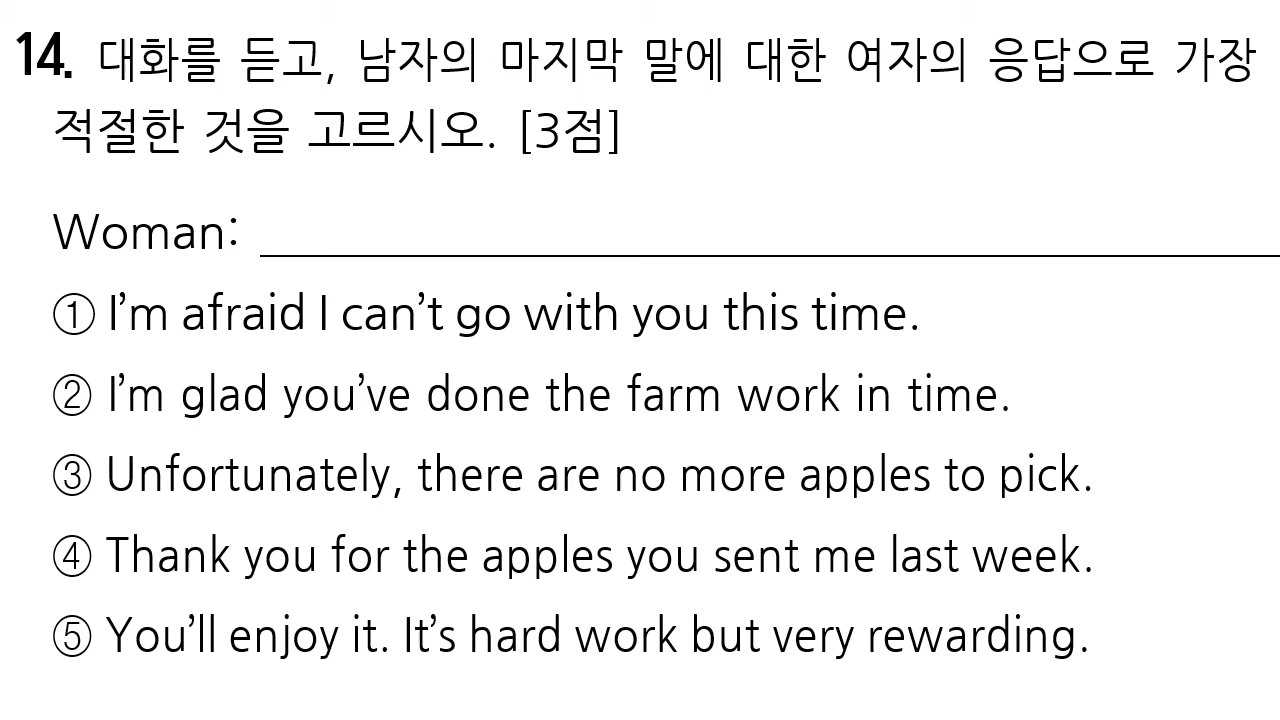 14. 대화를 듣고, 남자의 마지막 말에 대한 여자의 응답으로 가장
적절한 것을 고르시오. [3점]
Woman: 
① I’m afraid I can’t go with you this time.
② I’m glad you’ve done the farm work in time.
③ Unfortunately, there are no more apples to pick.
④ Thank you for the apples you sent me last week.
⑤ You’ll enjoy it. It’s hard work but very rewarding.